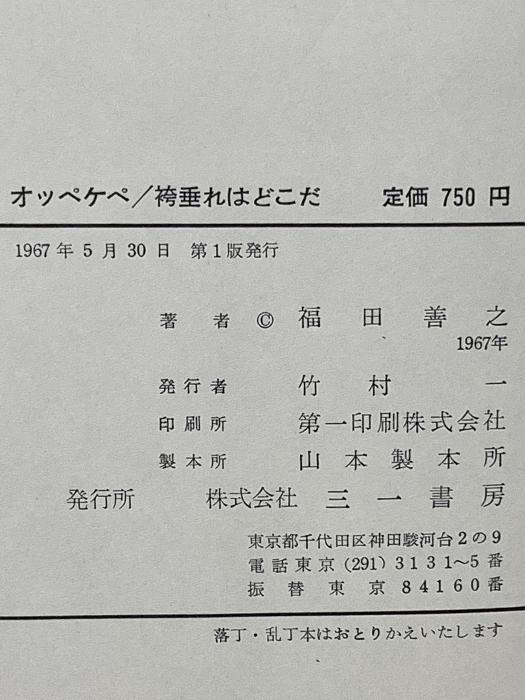 オッペケペ/袴垂れはどこだ 定価 750 円
1967 年 5 月 30 日 第1版発行
著者 © 福田善之
1967年
発行者 竹村一
印刷所 第一印刷株式会社
製本所 山本製本所
発行所 株式会社 三一書房
東京都千代田区神田駿河台2の9
電話東京(291)3131〜5番
振替東京84160番
落丁・乱丁本はおとりかえいたします